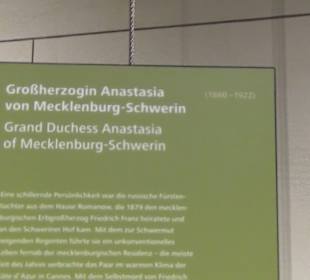 Großherzogin Anastasia
von Mecklenburg-Schwerin
(1860–1922)
Grand Duchess Anastasia
of Mecklenburg-Schwerin
Eine schillernde Persönlichkeit war die russische Fürsten-
tochter aus dem Hause Romanow, die 1879 den mecklen-
burgischen Erbgroßherzog Friedrich Franz heiratete und
an den Schweriner Hof kam. Mit dem zur Schwermut
neigenden Regenten führte sie ein unkonventionelles
Leben fernab der mecklenburgischen Residenz – die meiste
Zeit des Jahres verbrachte das Paar im warmen Klima der
Côte d'Azur in Cannes. Mit dem Selbstmord von Friedrich